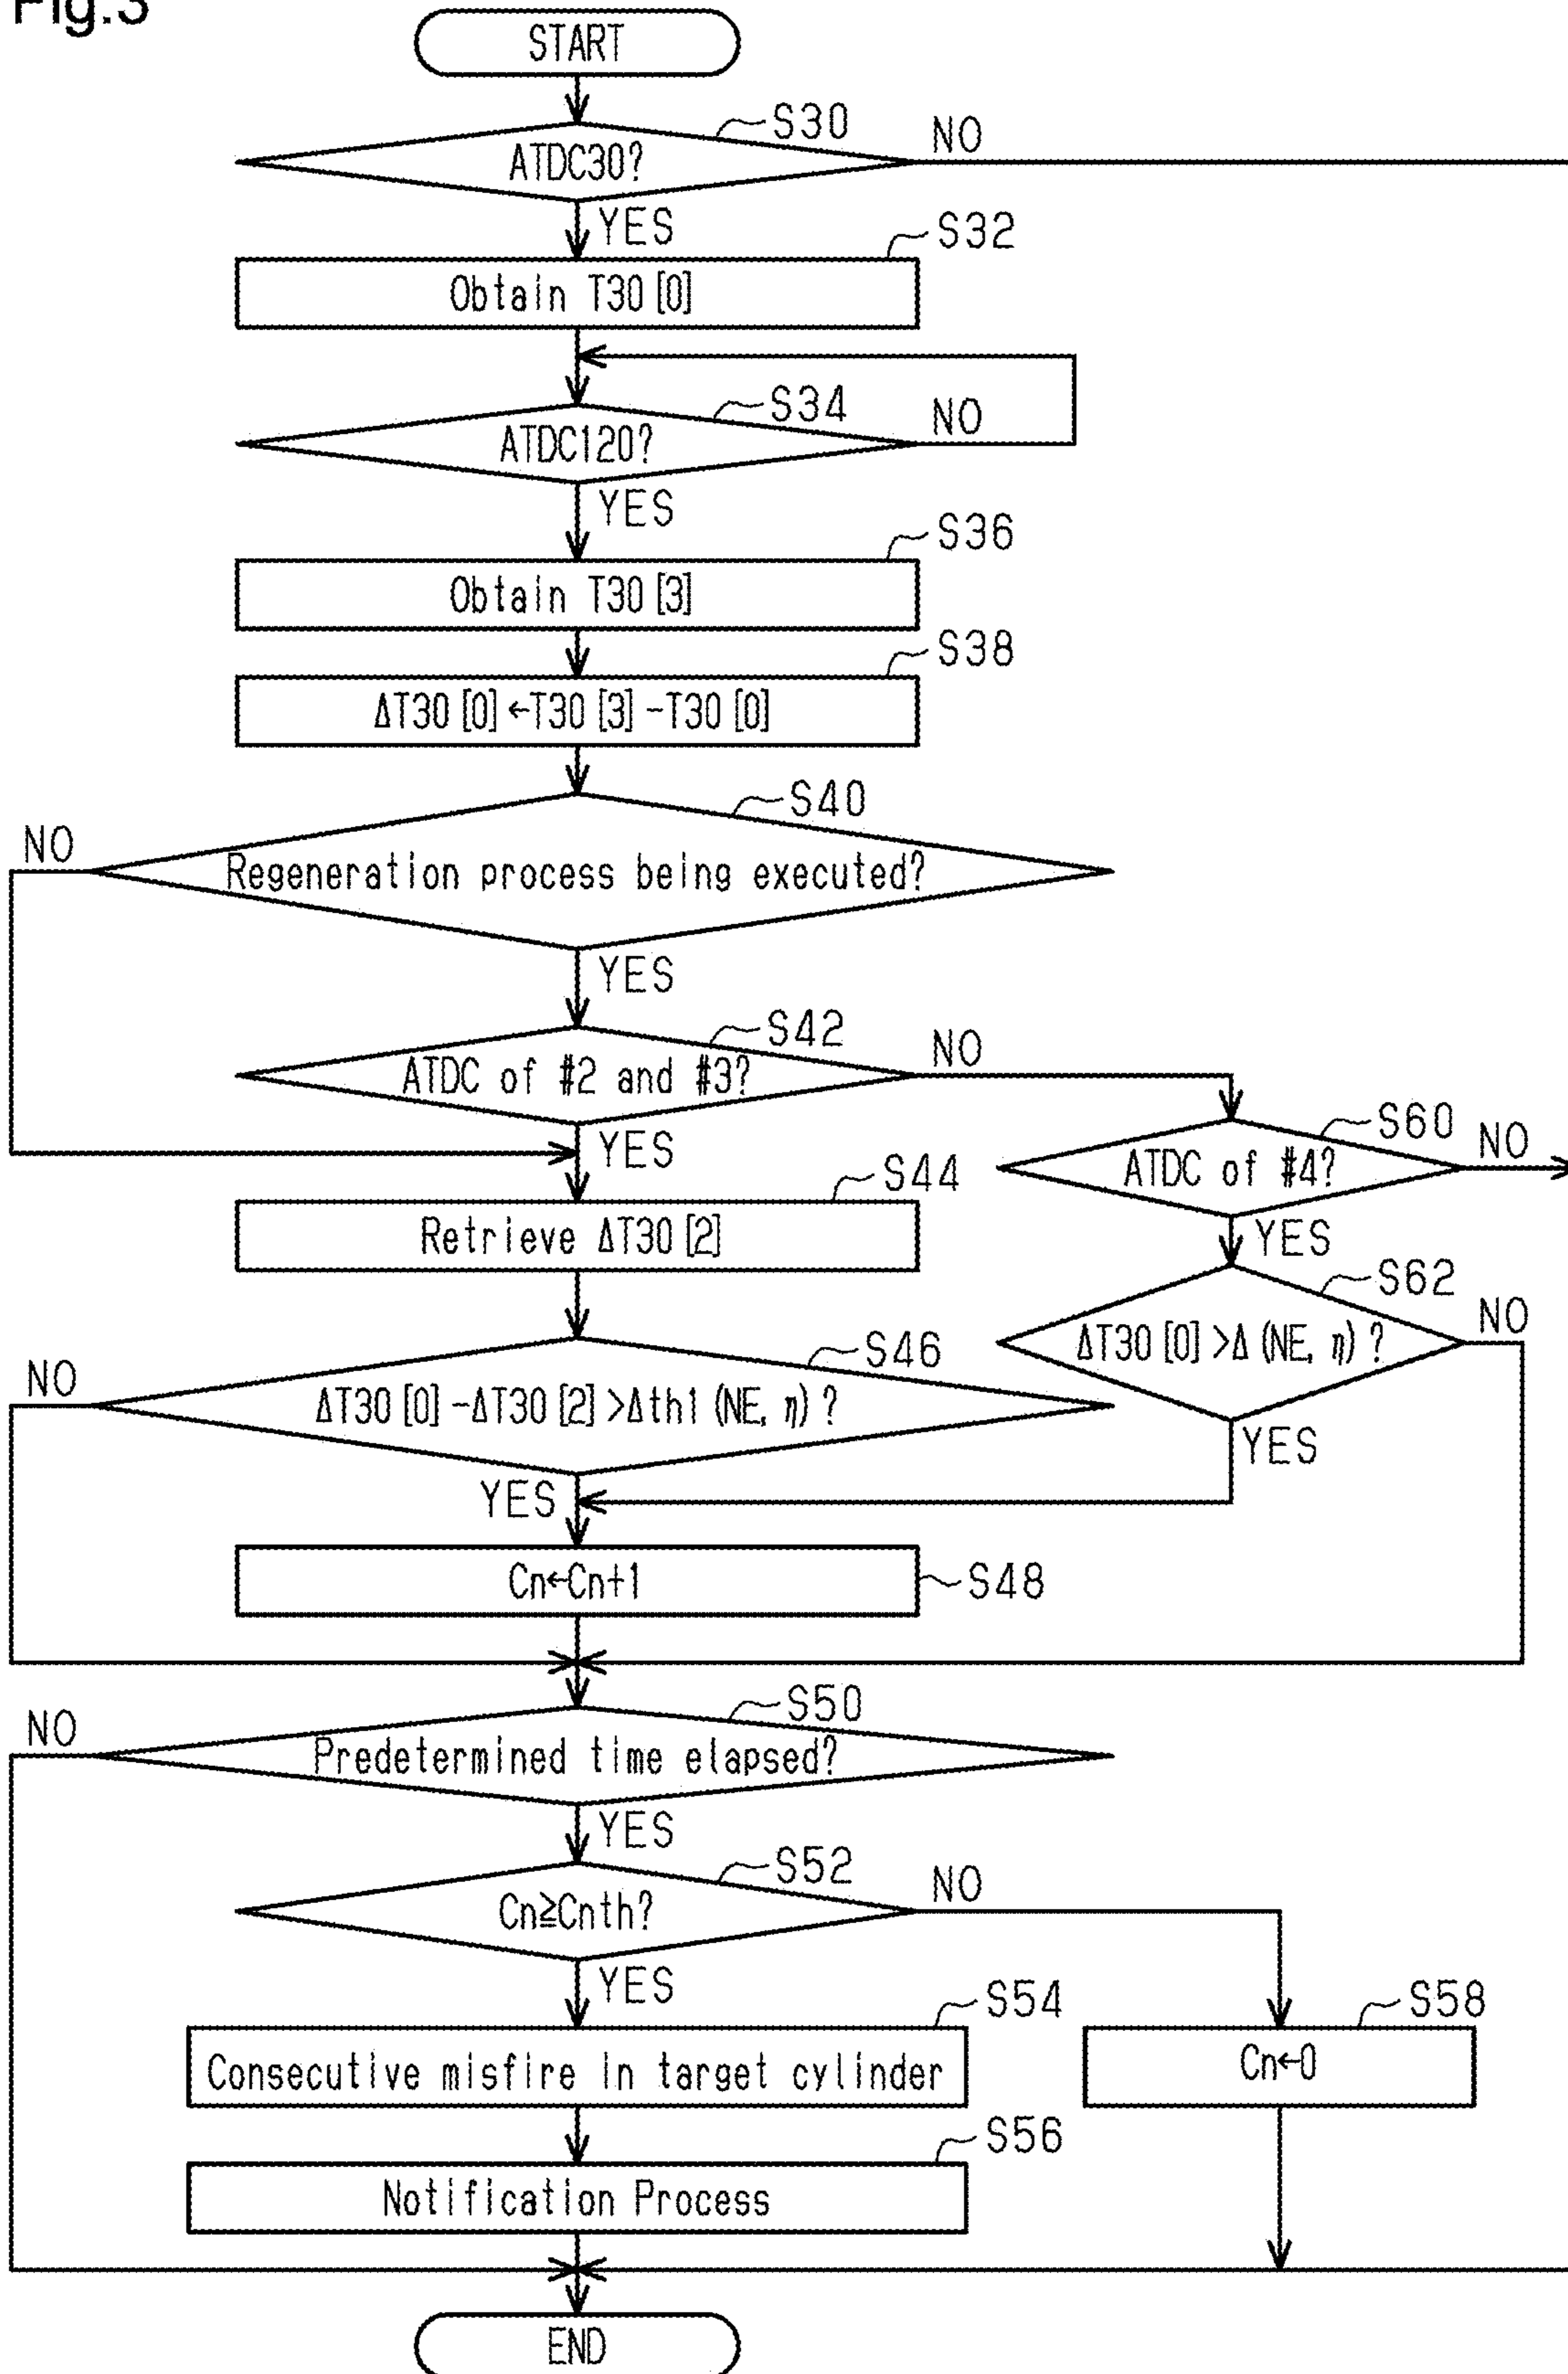 Fig.3
START
S30
NO
ATDC30?
YES
S32
Obtain T30[0]
S34
NO
ATDC120?
YES
S36
Obtain T30[3]
S38
ΔT30[0]←T30[3]-T30[0]
S40
NO
Regeneration process being executed?
YES
S42
NO
ATDC of #2 and #3?
YES
S60
NO
ATDC of #4?
YES
S44
Retrieve ΔT30[2]
S62
NO
ΔT30[0]>Δ(NE, η)?
YES
S46
NO
ΔT30[0]-ΔT30[2]>Δth1(NE, η)?
YES
Cn←Cn+1
S48
S50
NO
Predetermined time elapsed?
YES
S52
NO
Cn≧Cnth?
YES
S54
Consecutive misfire in target cylinder
S58
Cn←0
S56
Notification Process
END